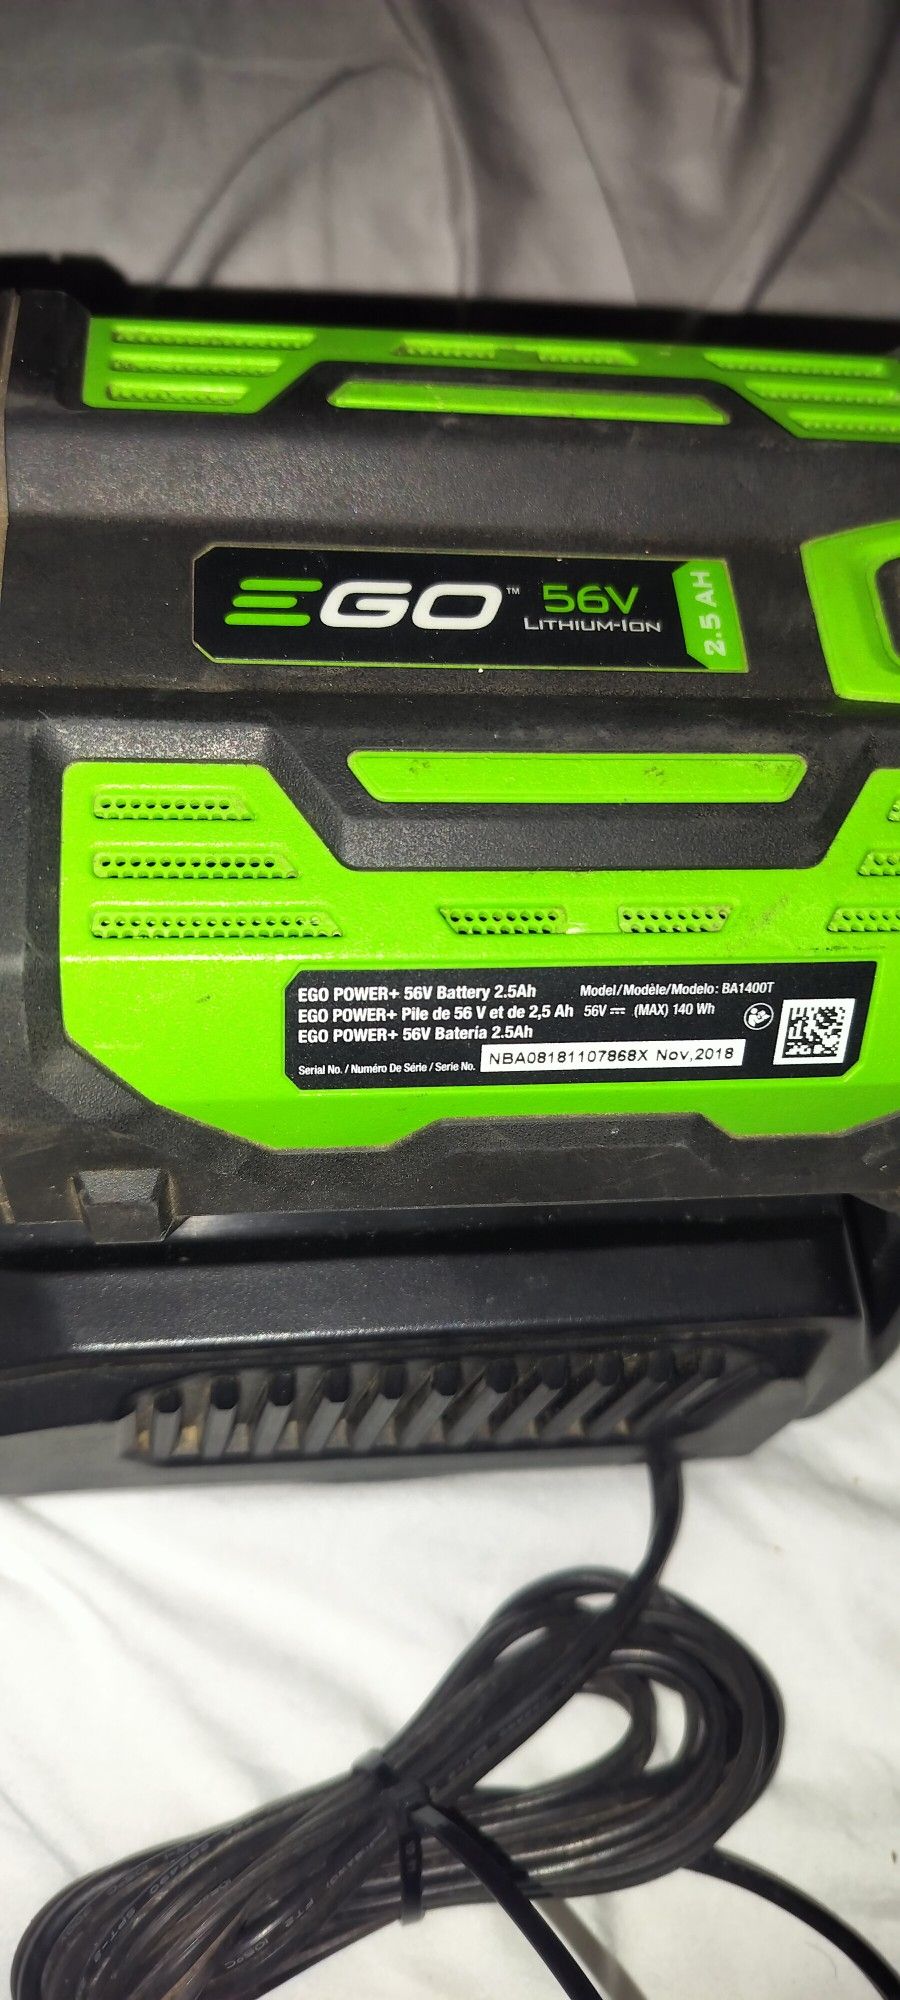 EGO™ 56V
LITHIUM-ION
2.5 AH
EGO POWER+ 56V Battery 2.5Ah Model/Modèle/Modelo: BA1400T
EGO POWER+ Pile de 56 V et de 2,5 Ah 56V (MAX) 140 Wh
EGO POWER+ 56V Batería 2.5Ah
Serial No. / Numéro De Série / Serie No. NBA08181107868X Nov,2018